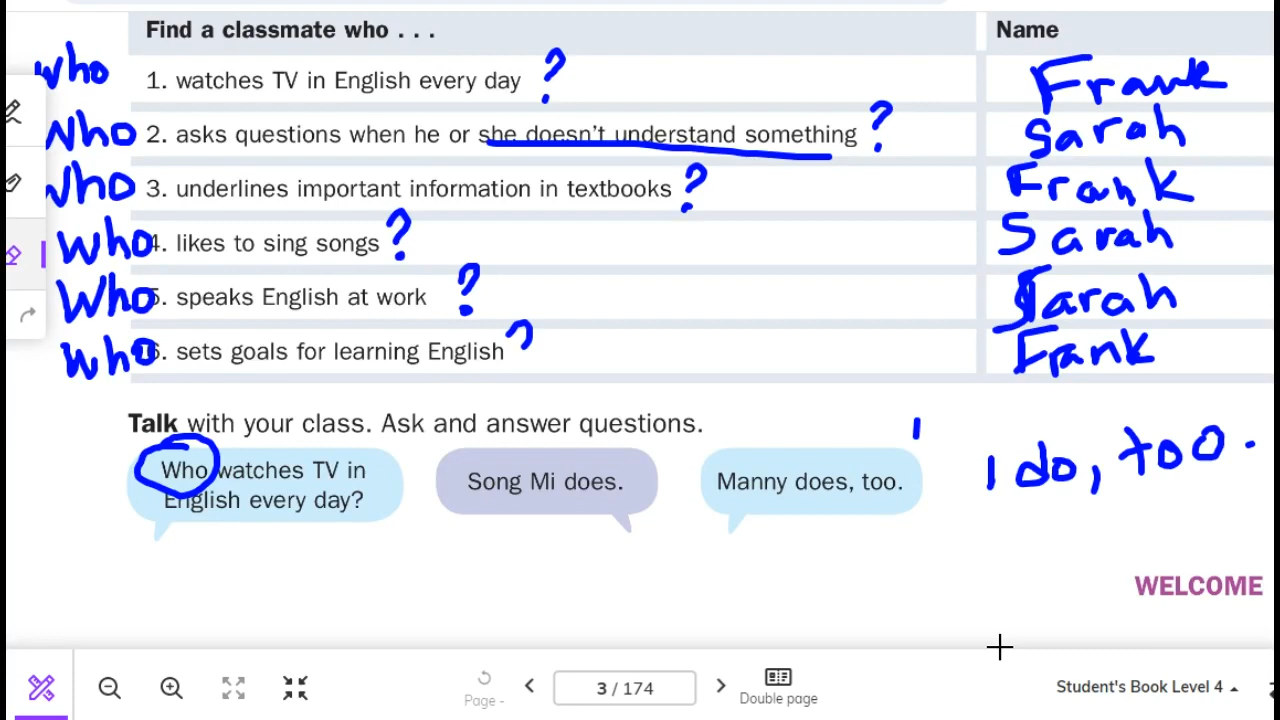 Find a classmate who . . . Name
Who 1. watches TV in English every day ? Frank
Who 2. asks questions when he or she doesn't understand something ? Sarah
Who 3. underlines important information in textbooks ? Frank
Who 4. likes to sing songs ? Sarah
Who 5. speaks English at work ? Sarah
Who 6. sets goals for learning English ? Frank
Talk with your class. Ask and answer questions.
Who watches TV in
English every day?
Song Mi does.
Manny does, too.
I do, too.
WELCOME
Page -
3 / 174
Double page
Student's Book Level 4